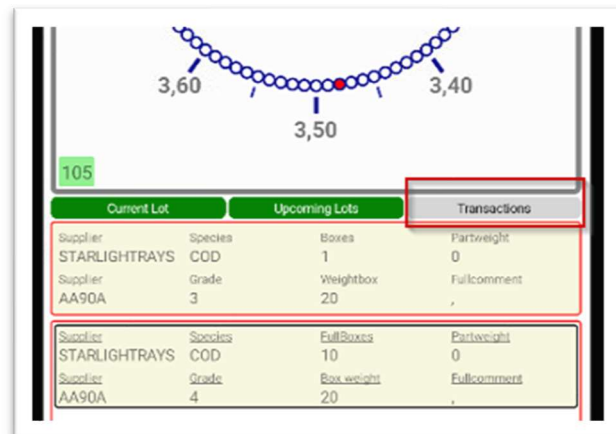 3,60
3,40
3,50
105
Current Lot Upcoming Lots Transactions
Supplier Species Boxes Partweight
STARLIGHTRAYS COD 1 0
Supplier Grade Weightbox Fullcomment
AA90A 3 20 ,
Supplier Species FullBoxes Partweight
STARLIGHTRAYS COD 10 0
Supplier Grade Box weight Fullcomment
AA90A 4 20 ,